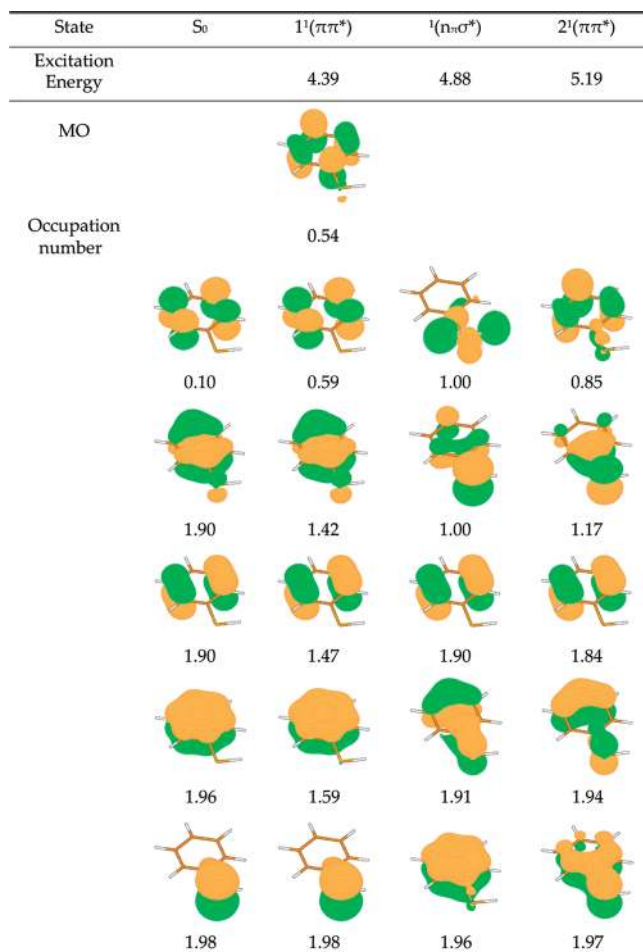 State S₀ 1¹(ππ*) ¹(nπσ*) 2¹(ππ*)
Excitation
Energy
4.39 4.88 5.19
MO
Occupation
number
0.54
0.10 0.59 1.00 0.85
1.90 1.42 1.00 1.17
1.90 1.47 1.90 1.84
1.96 1.59 1.91 1.94
1.98 1.98 1.96 1.97